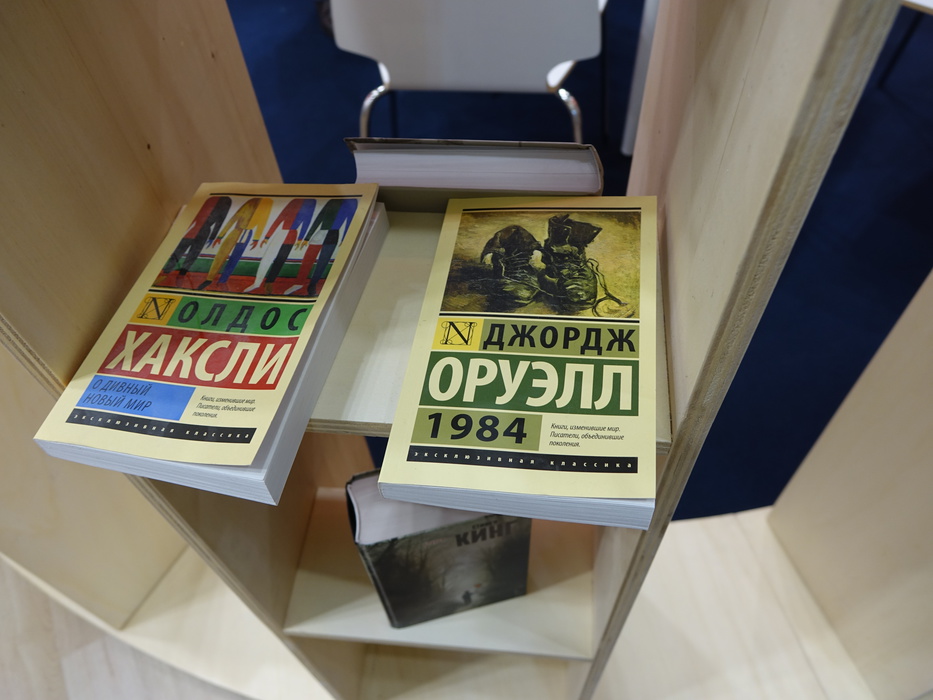 N ОЛДОС
ХАКСЛИ
О ДИВНЫЙ
НОВЫЙ МИР
Книги, изменившие мир.
Писатели, объединившие
поколения.
эксклюзивная классика
N ДЖОРДЖ
ОРУЭЛЛ
1984
Книги, изменившие мир.
Писатели, объединившие
поколения.
эксклюзивная классика
КИНГ